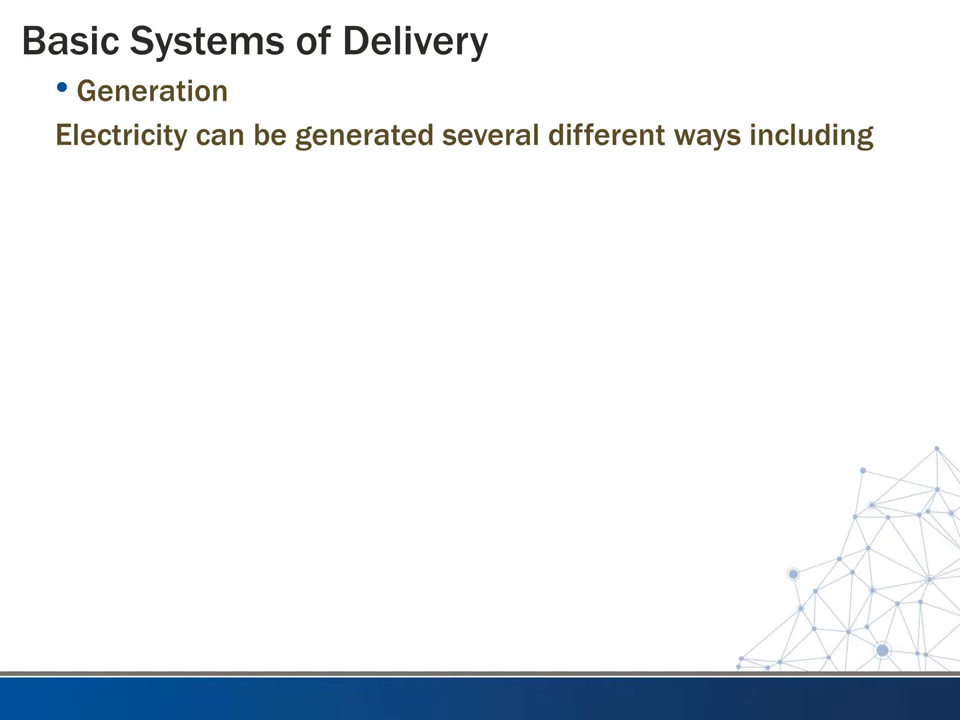 Basic Systems of Delivery
• Generation
Electricity can be generated several different ways including